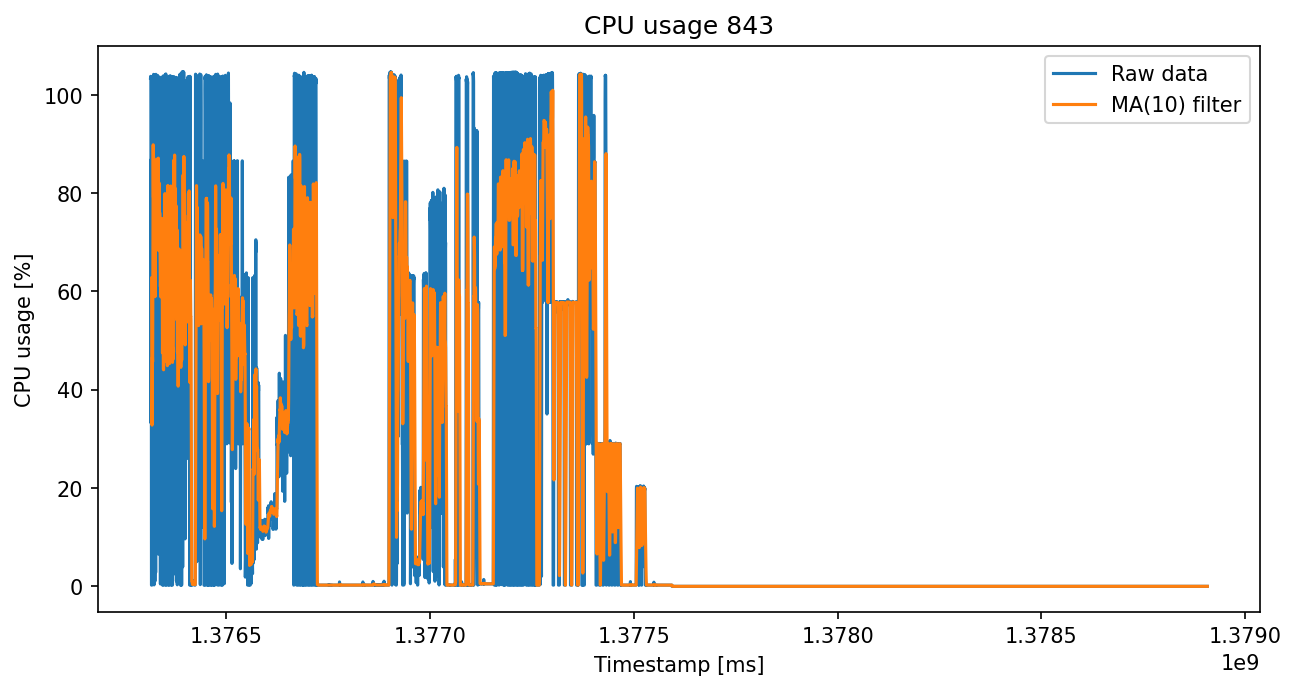 CPU usage 843
Raw data
MA(10) filter
CPU usage [%]
100
80
60
40
20
0
1.3765 1.3770 1.3775 1.3780 1.3785 1.3790
1e9
Timestamp [ms]